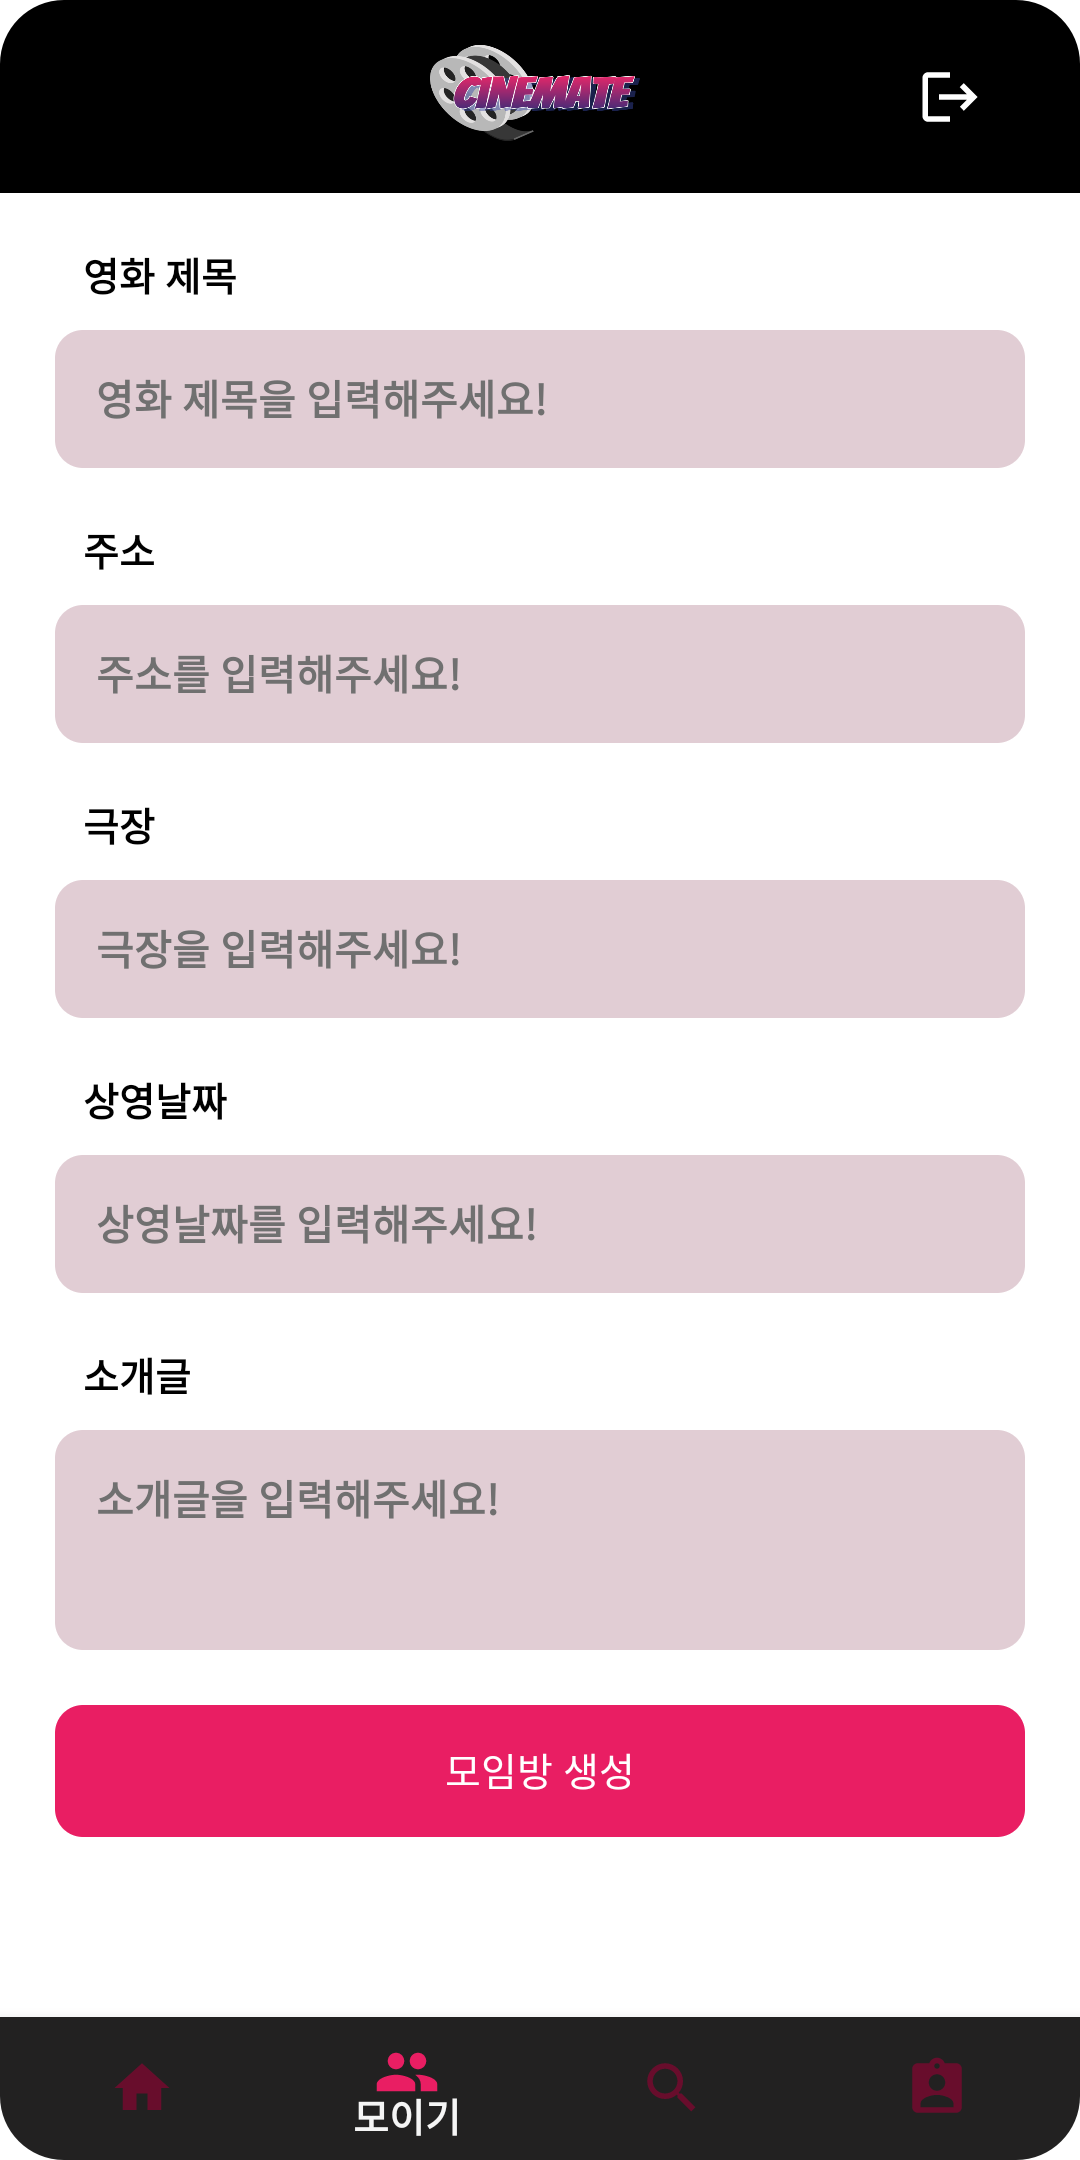 CINEMATE
영화 제목
영화 제목을 입력해주세요!
주소
주소를 입력해주세요!
극장
극장을 입력해주세요!
상영날짜
상영날짜를 입력해주세요!
소개글
소개글을 입력해주세요!
모임방 생성
모이기